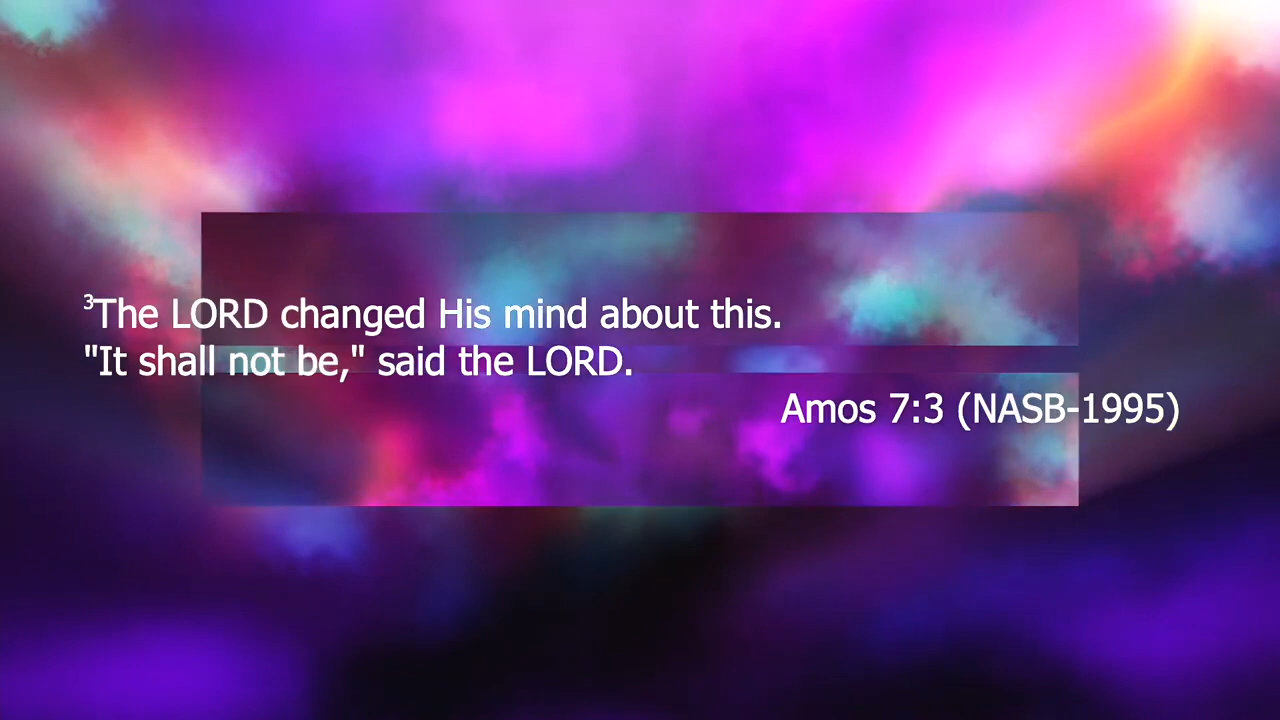 ³The LORD changed His mind about this.
"It shall not be," said the LORD.
Amos 7:3 (NASB-1995)